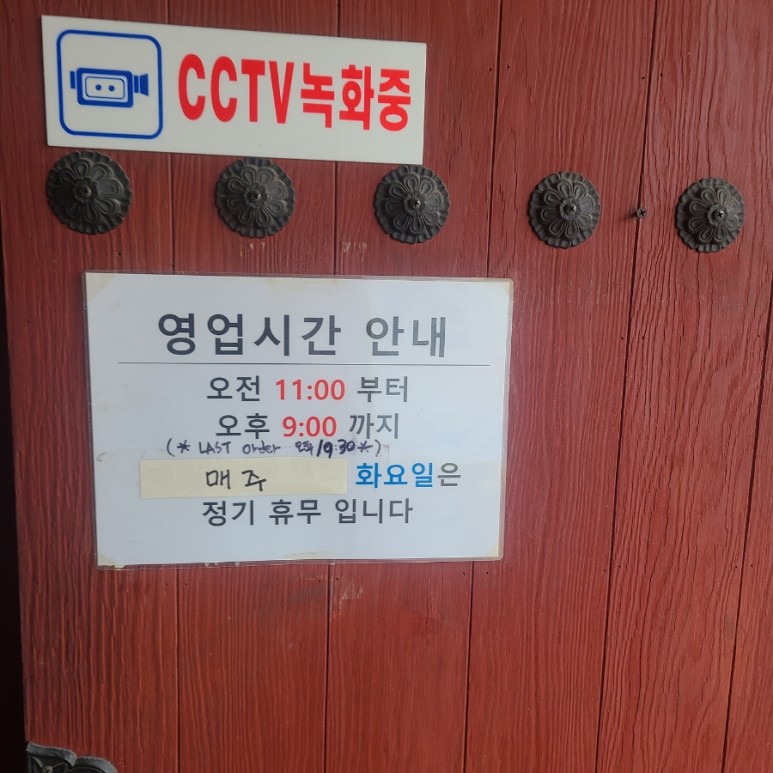 CCTV녹화중
영업시간 안내
오전 11:00 부터
오후 9:00 까지
(* LAST order 오후/19:30 *)
매주 화요일은
정기 휴무 입니다